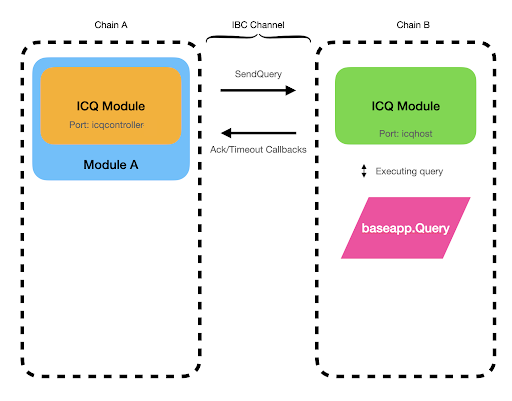 Chain A
IBC Channel
Chain B
SendQuery
ICQ Module
Port: icqcontroller
Module A
Ack/Timeout Callbacks
ICQ Module
Port: icqhost
Executing query
baseapp.Query